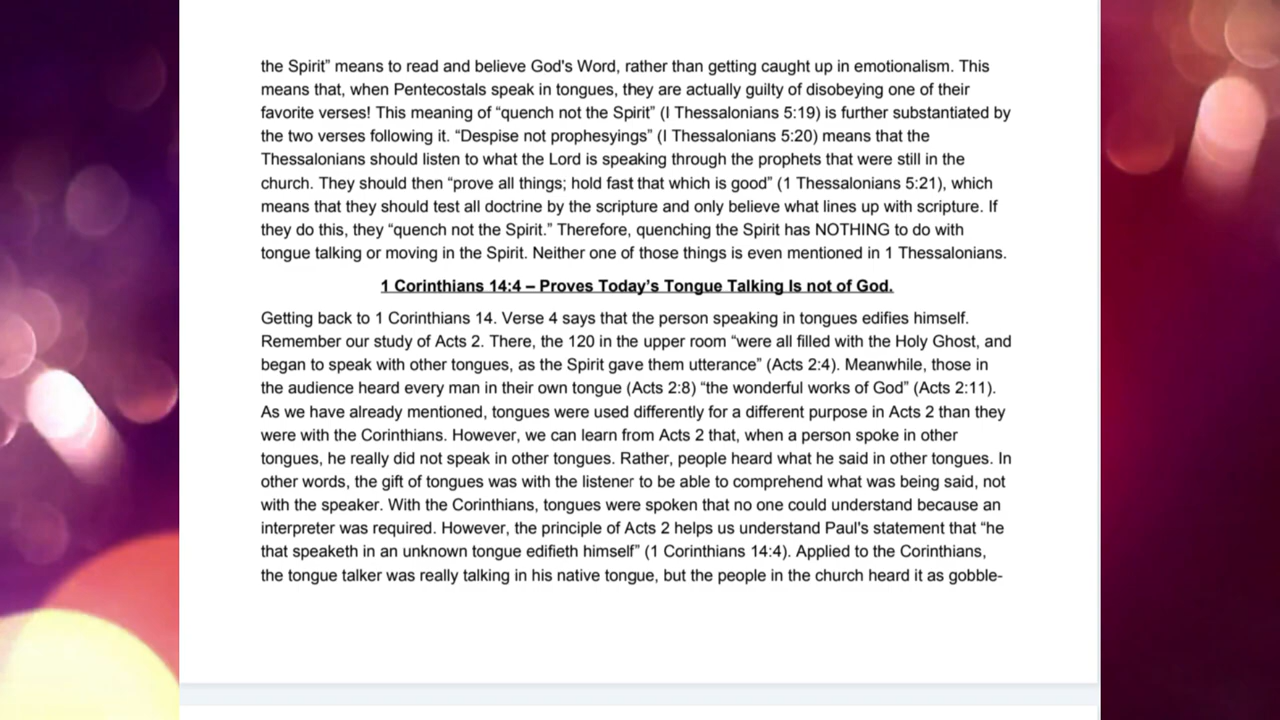 the Spirit” means to read and believe God's Word, rather than getting caught up in emotionalism. This
means that, when Pentecostals speak in tongues, they are actually guilty of disobeying one of their
favorite verses! This meaning of “quench not the Spirit” (I Thessalonians 5:19) is further substantiated by
the two verses following it. “Despise not prophesyings” (I Thessalonians 5:20) means that the
Thessalonians should listen to what the Lord is speaking through the prophets that were still in the
church. They should then “prove all things; hold fast that which is good” (1 Thessalonians 5:21), which
means that they should test all doctrine by the scripture and only believe what lines up with scripture. If
they do this, they “quench not the Spirit.” Therefore, quenching the Spirit has NOTHING to do with
tongue talking or moving in the Spirit. Neither one of those things is even mentioned in 1 Thessalonians.
1 Corinthians 14:4 – Proves Today’s Tongue Talking Is not of God.
Getting back to 1 Corinthians 14. Verse 4 says that the person speaking in tongues edifies himself.
Remember our study of Acts 2. There, the 120 in the upper room “were all filled with the Holy Ghost, and
began to speak with other tongues, as the Spirit gave them utterance” (Acts 2:4). Meanwhile, those in
the audience heard every man in their own tongue (Acts 2:8) “the wonderful works of God” (Acts 2:11).
As we have already mentioned, tongues were used differently for a different purpose in Acts 2 than they
were with the Corinthians. However, we can learn from Acts 2 that, when a person spoke in other
tongues, he really did not speak in other tongues. Rather, people heard what he said in other tongues. In
other words, the gift of tongues was with the listener to be able to comprehend what was being said, not
with the speaker. With the Corinthians, tongues were spoken that no one could understand because an
interpreter was required. However, the principle of Acts 2 helps us understand Paul's statement that “he
that speaketh in an unknown tongue edifieth himself” (1 Corinthians 14:4). Applied to the Corinthians,
the tongue talker was really talking in his native tongue, but the people in the church heard it as gobble-